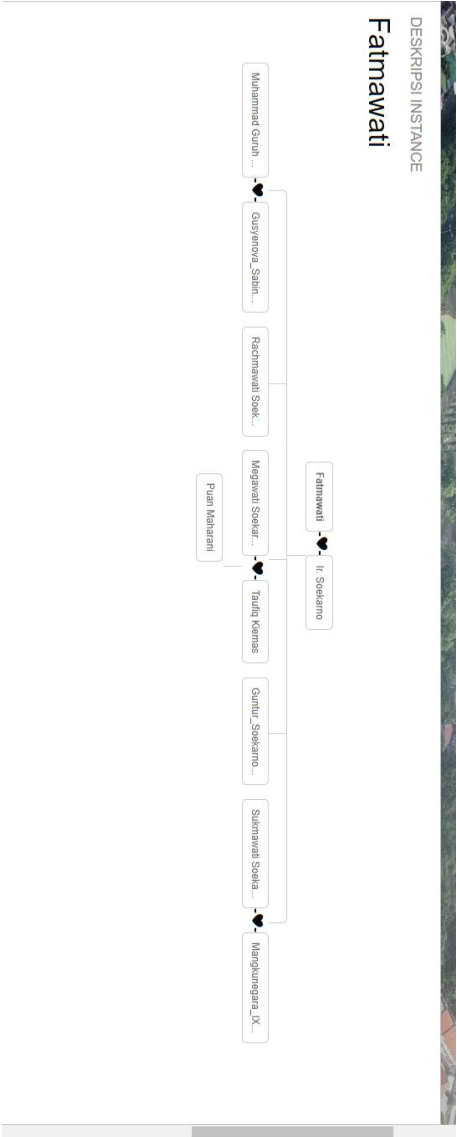 DESKRIPSI INSTANCE
Fatmawati
Fatmawati
Ir. Soekarno
Muhammad Guruh ...
Gusyenova_Sabin...
Rachmawati Soek...
Megawati Soekar...
Taufiq Kiemas
Guntur_Soekarno...
Sukmawati Soeka...
Mangkunegara_IX...
Puan Maharani